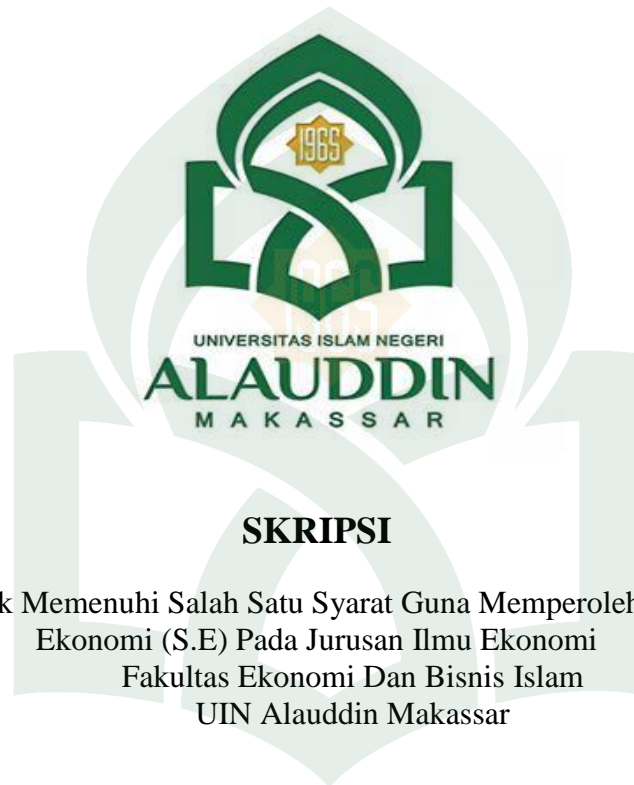 1965
UNIVERSITAS ISLAM NEGERI
ALAUDDIN
MAKASSAR
SKRIPSI
k Memenuhi Salah Satu Syarat Guna Memperoleh
Ekonomi (S.E) Pada Jurusan Ilmu Ekonomi
Fakultas Ekonomi Dan Bisnis Islam
UIN Alauddin Makassar